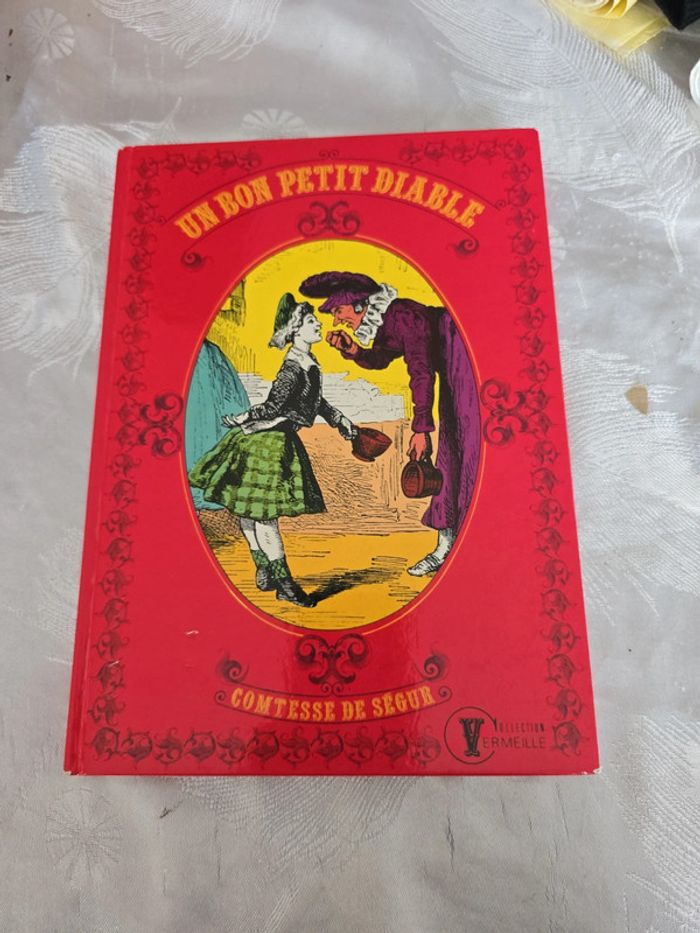 UN BON PETIT DIABLE
COMTESSE DE SÉGUR
COLLECTION
VERMEILLE